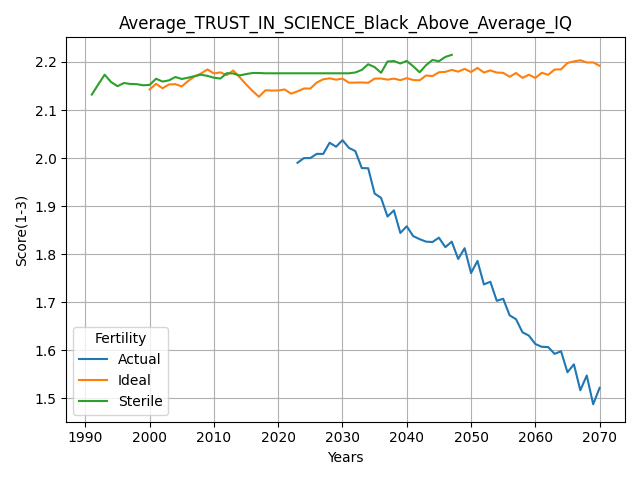 Average_TRUST_IN_SCIENCE_Black_Above_Average_IQ
Score(1-3)
2.2
2.1
2.0
1.9
1.8
1.7
1.6
1.5
Fertility
Actual
Ideal
Sterile
1990 2000 2010 2020 2030 2040 2050 2060 2070
Years